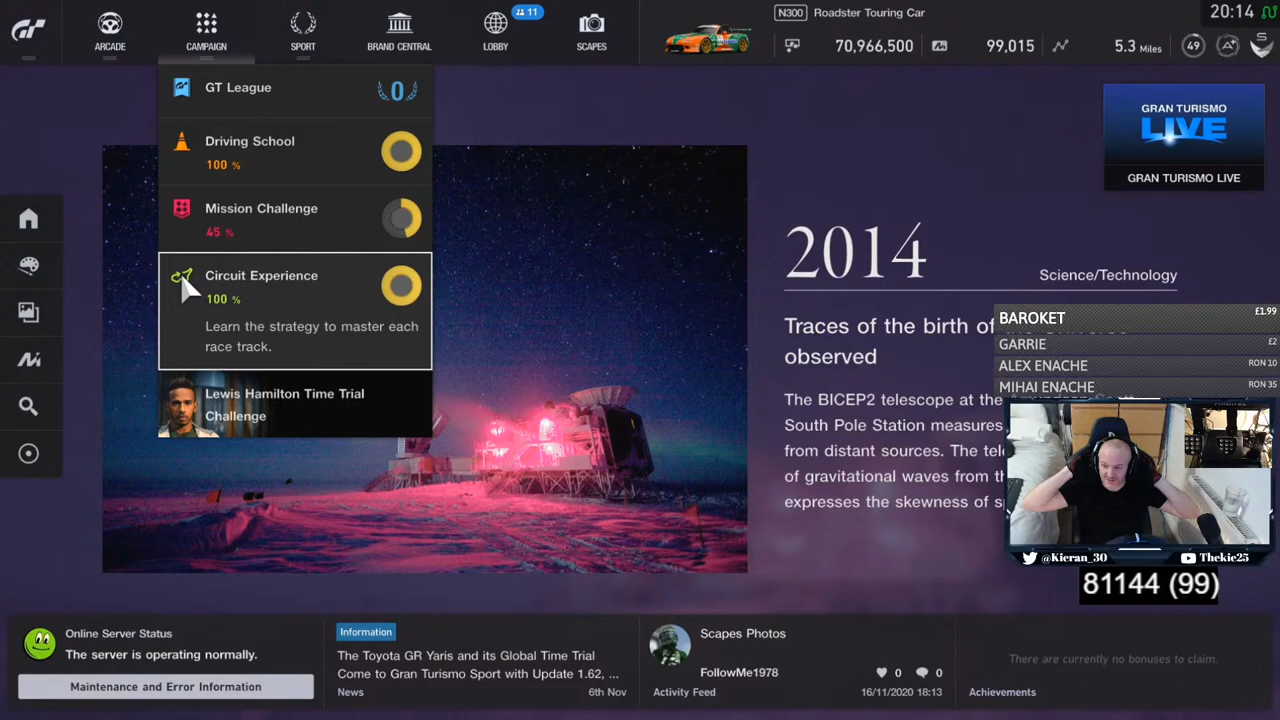 GT
ARCADE
CAMPAIGN
SPORT
BRAND CENTRAL
11
LOBBY
SCAPES
N300 Roadster Touring Car
70,966,500
99,015
5.3 Miles
49
S
20:14
GT League
0
Driving School
100 %
Mission Challenge
45 %
Circuit Experience
100 %
Learn the strategy to master each
race track.
Lewis Hamilton Time Trial
Challenge
GRAN TURISMO
LIVE
GRAN TURISMO LIVE
2014
Science/Technology
Traces of the birth of
observed
The BICEP2 telescope at the
South Pole Station measures
from distant sources. The
of gravitational waves from
expresses the skewness of
BAROKET £1.99
GARRIE £2
ALEX ENACHE RON 10
MIHAI ENACHE RON 35
@Kieran_30
Thekie25
81144 (99)
Online Server Status
The server is operating normally.
Maintenance and Error Information
Information
The Toyota GR Yaris and its Global Time Trial
Come to Gran Turismo Sport with Update 1.62, ...
News
6th Nov
Scapes Photos
FollowMe1978
0
0
Activity Feed
16/11/2020 18:13
There are currently no bonuses to claim.
Achievements